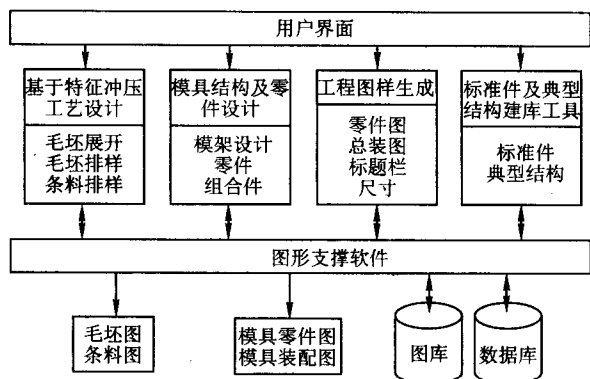 用户界面
基于特征冲压
工艺设计
毛坯展开
毛坯排样
条料排样
模具结构及零
件设计
模架设计
零件
组合件
工程图样生成
零件图
总装图
标题栏
尺寸
标准件及典型
结构建库工具
标准件
典型结构
图形支撑软件
毛坯图
条料图
模具零件图
模具装配图
图库
数据库